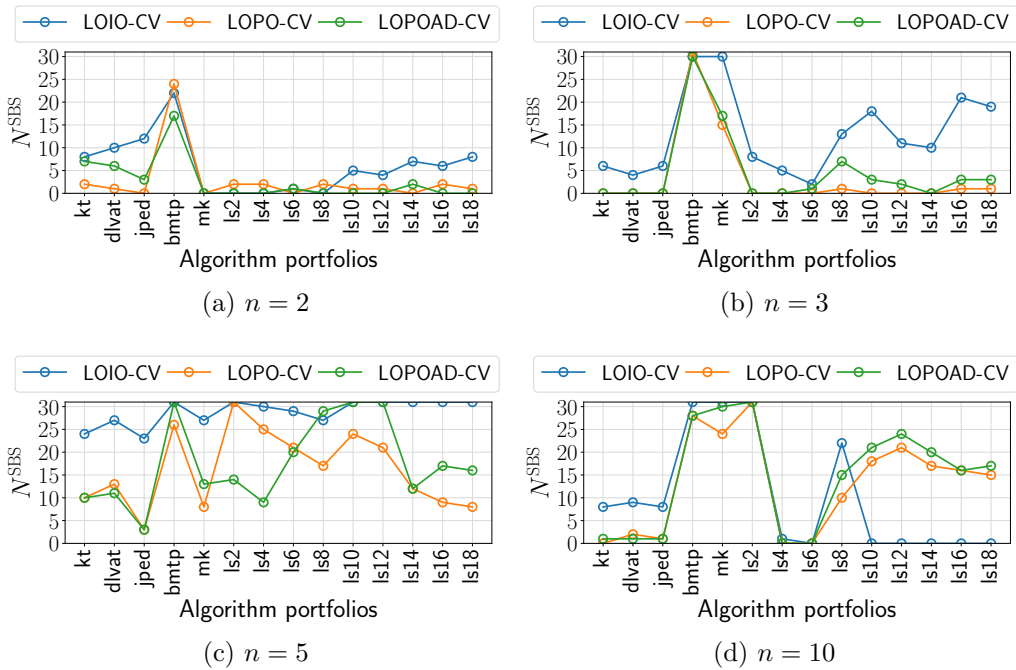 LOIO-CV LOPO-CV LOPOAD-CV
30
25
20
15
10
5
0
N^SBS
kt dlvat jped bmtp mk ls2 ls4 ls6 ls8 ls10 ls12 ls14 ls16 ls18
Algorithm portfolios
(a) n = 2
LOIO-CV LOPO-CV LOPOAD-CV
30
25
20
15
10
5
0
N^SBS
kt dlvat jped bmtp mk ls2 ls4 ls6 ls8 ls10 ls12 ls14 ls16 ls18
Algorithm portfolios
(b) n = 3
LOIO-CV LOPO-CV LOPOAD-CV
30
25
20
15
10
5
0
N^SBS
kt dlvat jped bmtp mk ls2 ls4 ls6 ls8 ls10 ls12 ls14 ls16 ls18
Algorithm portfolios
(c) n = 5
LOIO-CV LOPO-CV LOPOAD-CV
30
25
20
15
10
5
0
N^SBS
kt dlvat jped bmtp mk ls2 ls4 ls6 ls8 ls10 ls12 ls14 ls16 ls18
Algorithm portfolios
(d) n = 10